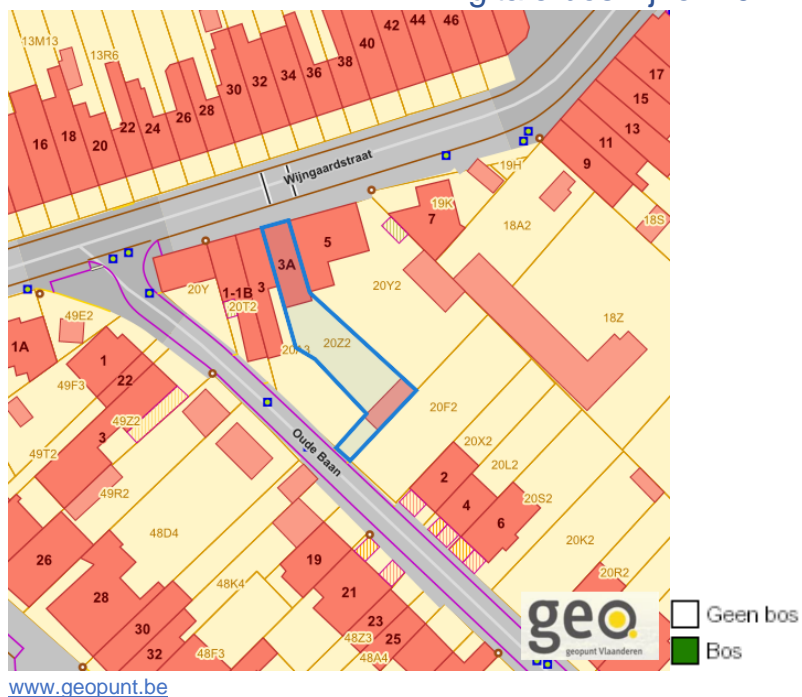 42 44 46
40
38
36
34
32
30
28
26
24
22
20
18
16
13M13
13R6
17
15
13
11
9
Wijngaardstraat
19H
19K
7
18A2
18S
5
3A
3
1-1B
20T2
20Y
20Y2
18Z
49E2
1A
1
22
49F3
20A3
20Z2
20F2
49Z2
3
49T2
49R2
Oude Baan
20X2
20L2
20S2
2
4
6
48D4
20K2
20R2
26
28
30
32
48K4
48F3
19
21
23
25
48Z3
48A4
geo
geopunt Vlaanderen
Geen bos
Bos
www.geopunt.be